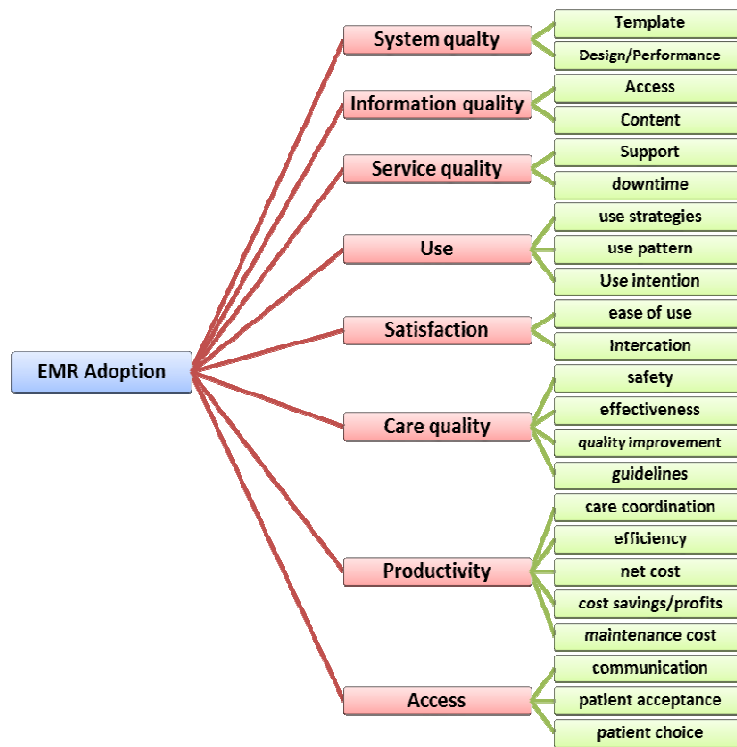 EMR Adoption
System qualty
Template
Design/Performance
Information quality
Access
Content
Service quality
Support
downtime
Use
use strategies
use pattern
Use intention
Satisfaction
ease of use
Intercation
Care quality
safety
effectiveness
quality improvement
guidelines
Productivity
care coordination
efficiency
net cost
cost savings/profits
maintenance cost
Access
communication
patient acceptance
patient choice